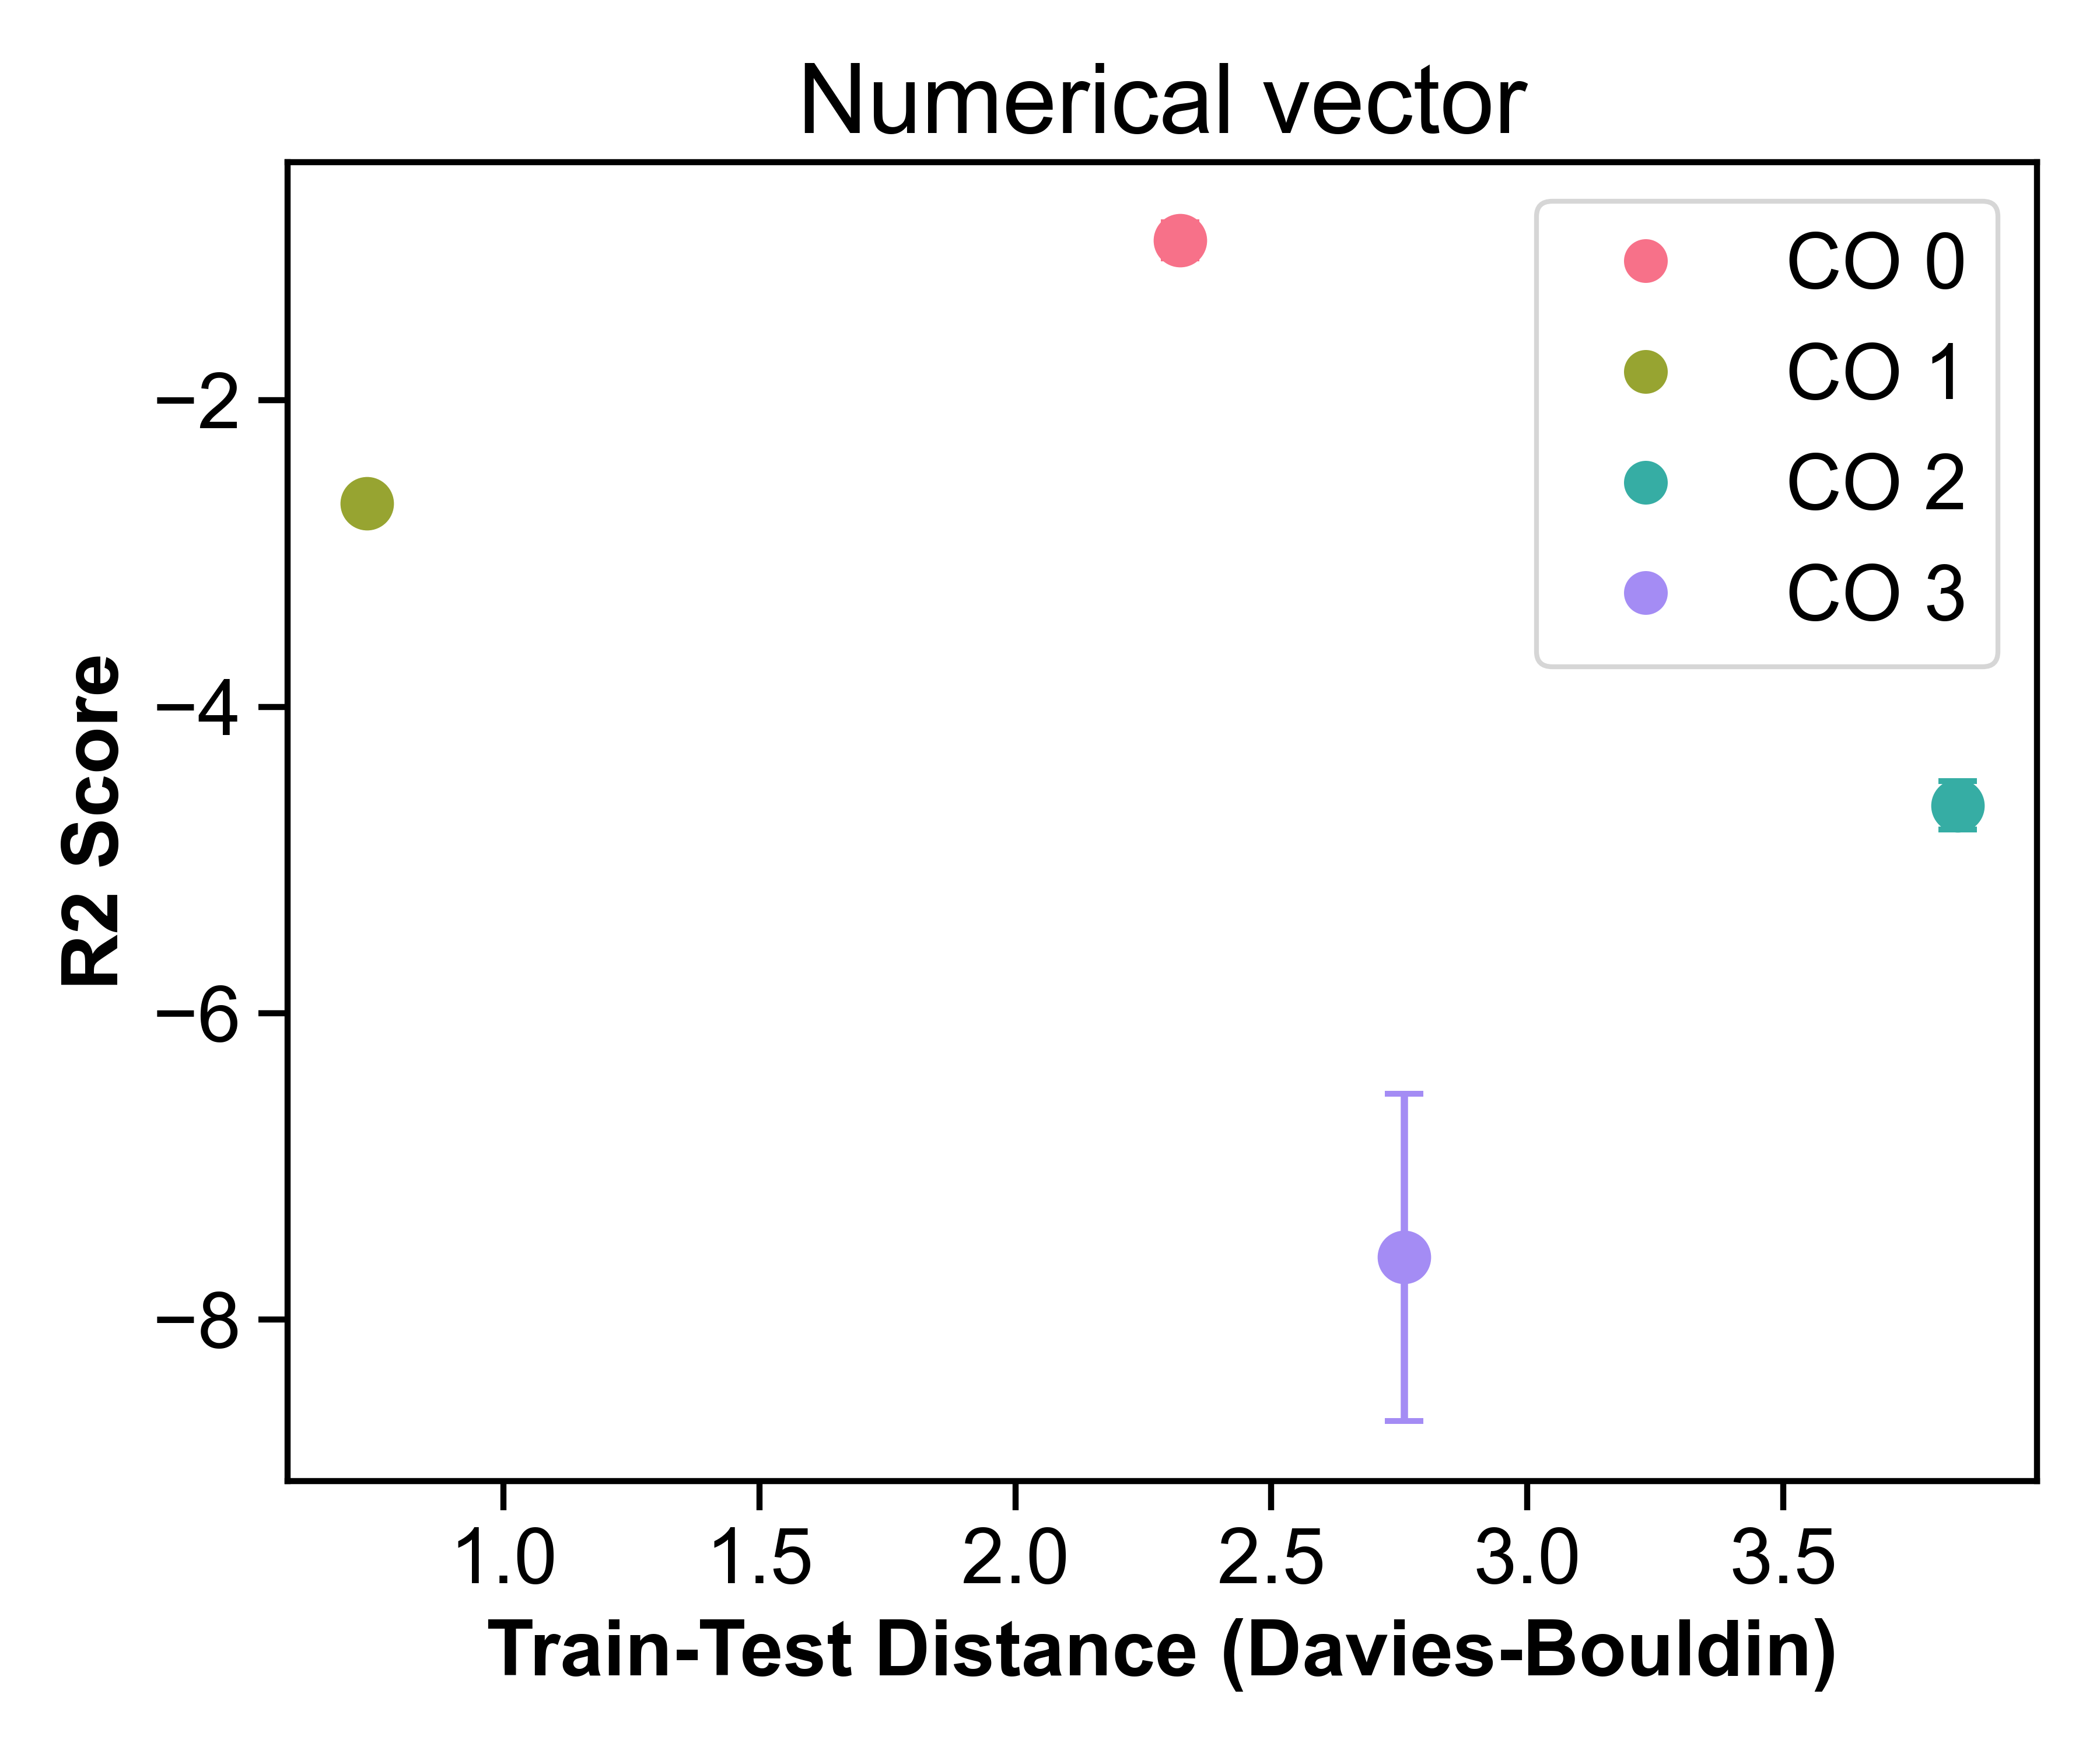 Numerical vector
CO 0
CO 1
CO 2
CO 3
R2 Score
−2
−4
−6
−8
1.0 1.5 2.0 2.5 3.0 3.5
Train-Test Distance (Davies-Bouldin)